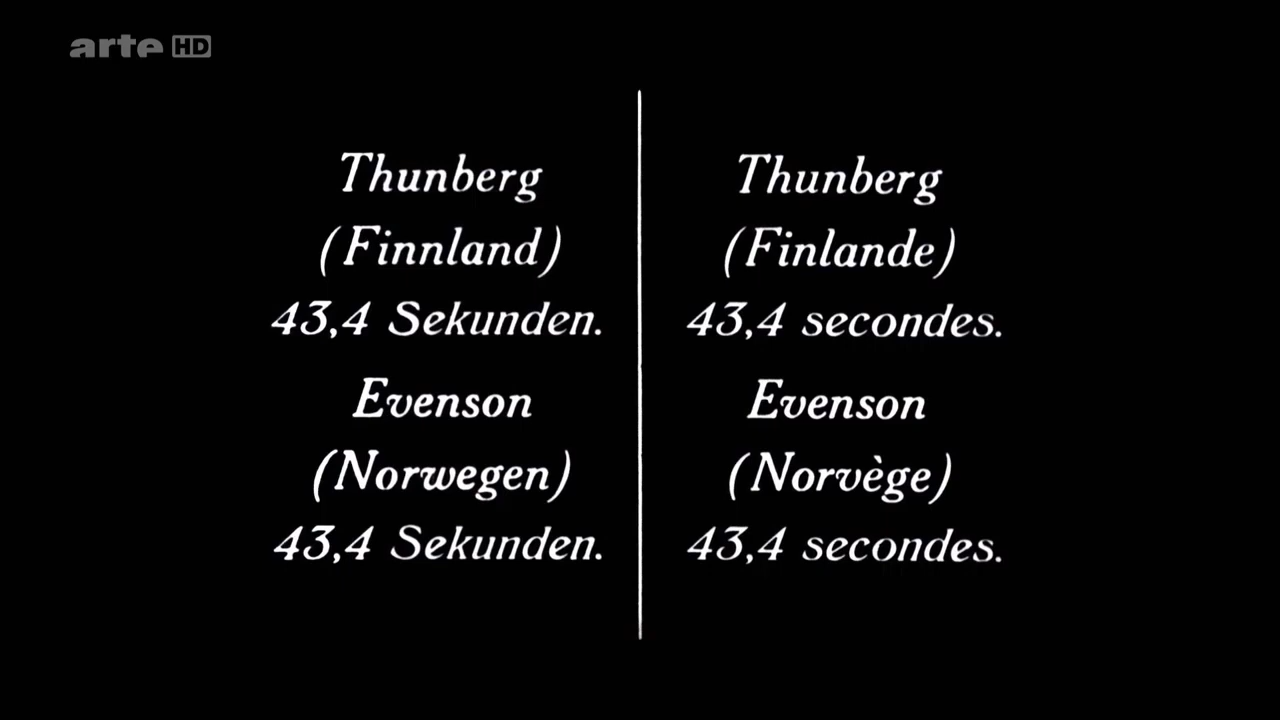 arte HD
Thunberg
(Finnland)
43,4 Sekunden.
Evenson
(Norwegen)
43,4 Sekunden.
Thunberg
(Finlande)
43,4 secondes.
Evenson
(Norvège)
43,4 secondes.